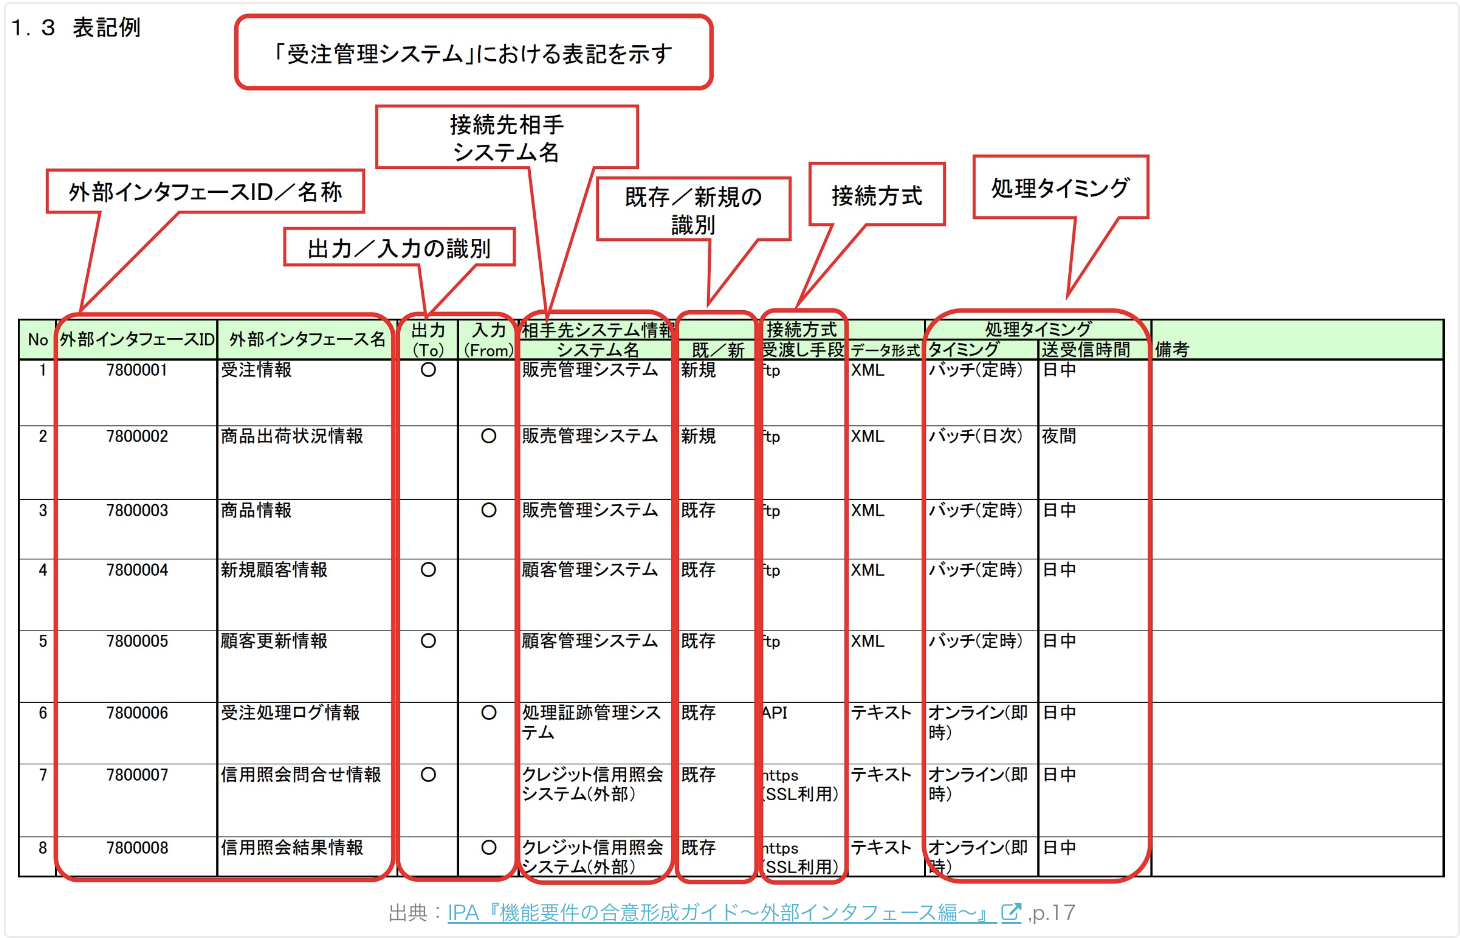 １．３　表記例
「受注管理システム」における表記を示す
接続先相手
システム名
外部インタフェースID／名称
出力／入力の識別
既存／新規の
識別
接続方式
処理タイミング
No 外部インタフェースID 外部インタフェース名 出力 (To) 入力 (From) 相手先システム情報 システム名 既／新 接続方式 受渡し手段 データ形式 処理タイミング タイミング 送受信時間 備考
1 7800001 受注情報 ○ 販売管理システム 新規 ftp XML バッチ(定時) 日中
2 7800002 商品出荷状況情報 ○ 販売管理システム 新規 ftp XML バッチ(日次) 夜間
3 7800003 商品情報 ○ 販売管理システム 既存 ftp XML バッチ(定時) 日中
4 7800004 新規顧客情報 ○ 顧客管理システム 既存 ftp XML バッチ(定時) 日中
5 7800005 顧客更新情報 ○ 顧客管理システム 既存 ftp XML バッチ(定時) 日中
6 7800006 受注処理ログ情報 ○ 処理証跡管理シス 既存 API テキスト オンライン(即 日中
テム 時)
7 7800007 信用照会問合せ情報 ○ クレジット信用照会 既存 https テキスト オンライン(即 日中
システム(外部) (SSL利用) 時)
8 7800008 信用照会結果情報 ○ クレジット信用照会 既存 https テキスト オンライン(即 日中
システム(外部) (SSL利用) 時)
出典：IPA『機能要件の合意形成ガイド～外部インタフェース編～』 ,p.17